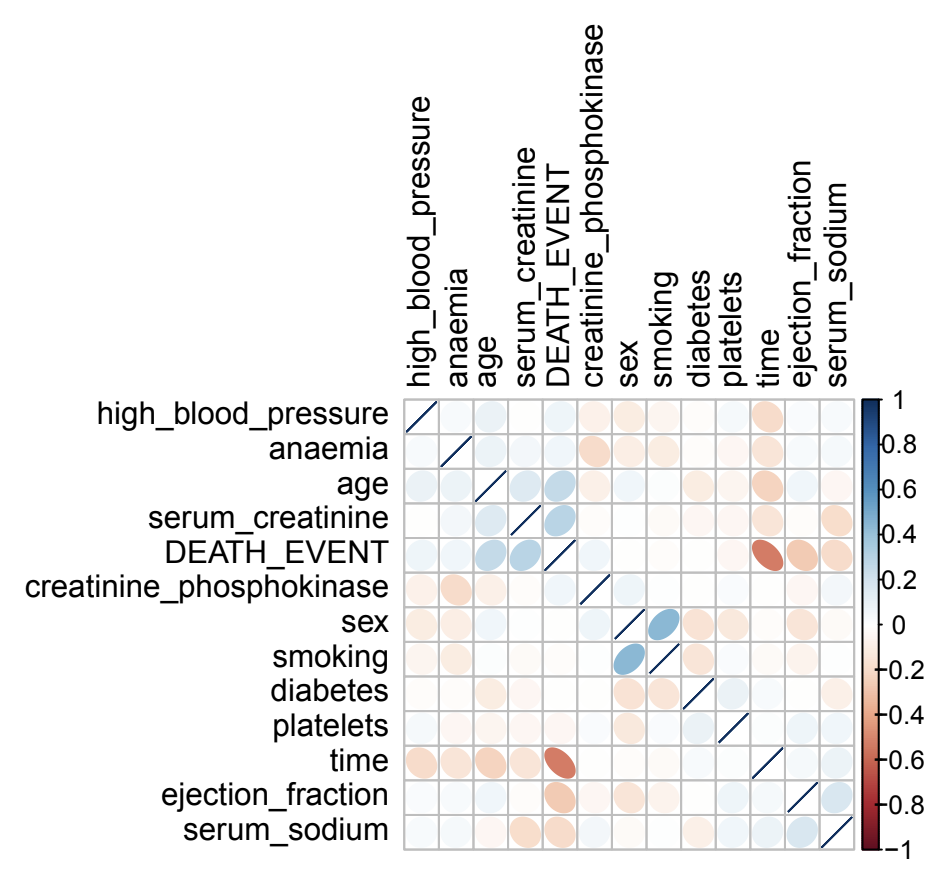 high_blood_pressure
anaemia
age
serum_creatinine
DEATH_EVENT
creatinine_phosphokinase
sex
smoking
diabetes
platelets
time
ejection_fraction
serum_sodium
high_blood_pressure
anaemia
age
serum_creatinine
DEATH_EVENT
creatinine_phosphokinase
sex
smoking
diabetes
platelets
time
ejection_fraction
serum_sodium
1
0.8
0.6
0.4
0.2
0
−0.2
−0.4
−0.6
−0.8
−1